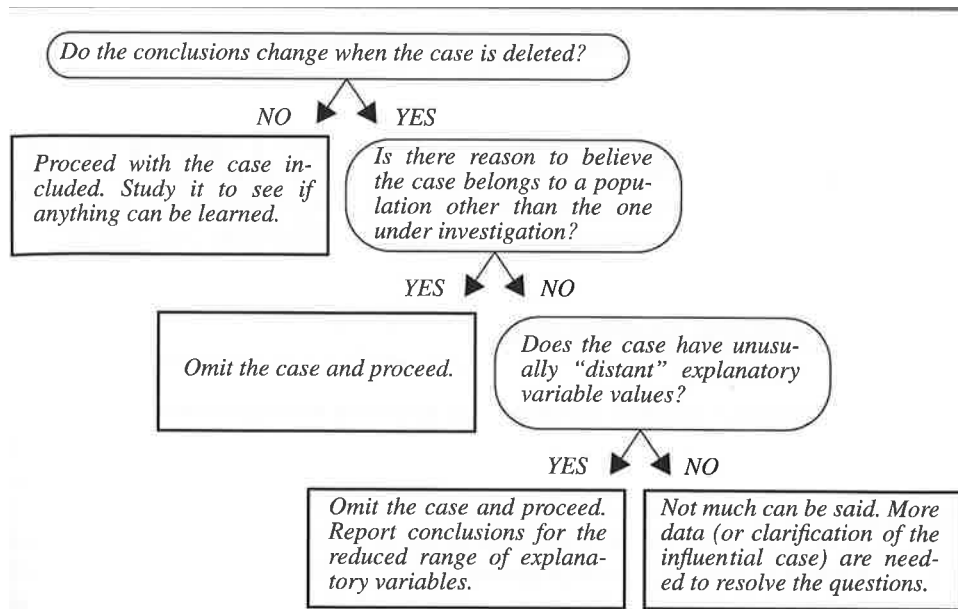 Do the conclusions change when the case is deleted?
NO
YES
Proceed with the case in-
cluded. Study it to see if
anything can be learned.
Is there reason to believe
the case belongs to a popu-
lation other than the one
under investigation?
YES
NO
Omit the case and proceed.
Does the case have unusu-
ally “distant” explanatory
variable values?
YES
NO
Omit the case and proceed.
Report conclusions for the
reduced range of explana-
tory variables.
Not much can be said. More
data (or clarification of the
influential case) are need-
ed to resolve the questions.